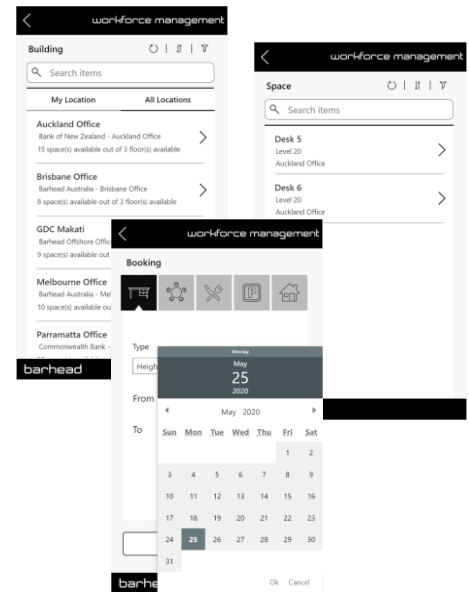 workforce management
Building
Search items
My Location
All Locations
Auckland Office
Bank of New Zealand - Auckland Office
15 space(s) available out of 3 floor(s) available
Brisbane Office
Barhead Australia - Brisbane Office
8 space(s) available out of 3 floor(s) available
GDC Makati
Barhead Offshore Offic
9 space(s) available out
Melbourne Office
Barhead Australia - Mel
10 space(s) available ou
Parramatta Office
Commonwealth Bank -
barhead
workforce management
Space
Search items
Desk 5
Level 20
Auckland Office
Desk 6
Level 20
Auckland Office
workforce management
Booking
P
Type
Heigh
From
To
Monday
May
25
2020
May 2020
Sun Mon Tue Wed Thu Fri Sat
1 2
3 4 5 6 7 8 9
10 11 12 13 14 15 16
17 18 19 20 21 22 23
24 25 26 27 28 29 30
31
Ok Cancel
barhe